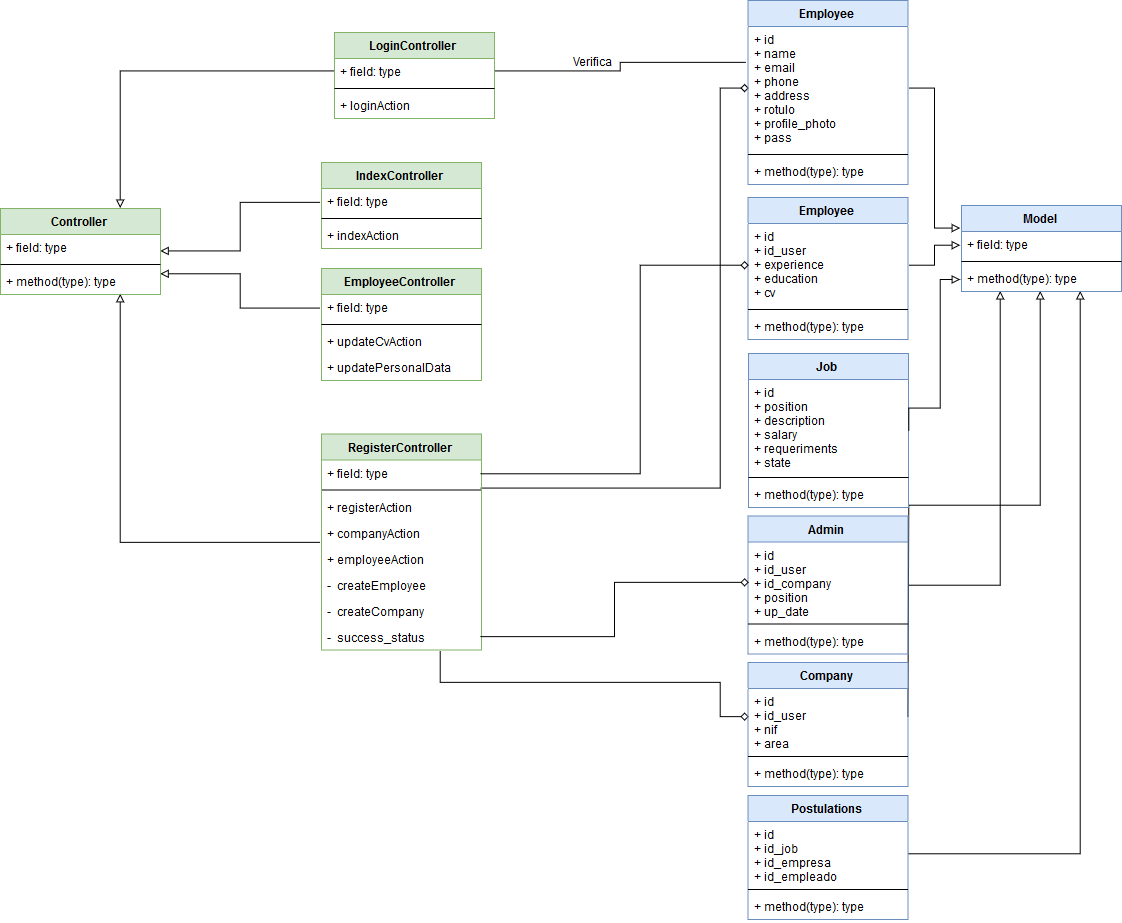 LoginController
+ field: type
+ loginAction
Verifica
IndexController
+ field: type
+ indexAction
Controller
+ field: type
+ method(type): type
EmployeeController
+ field: type
+ updateCvAction
+ updatePersonalData
RegisterController
+ field: type
+ registerAction
+ companyAction
+ employeeAction
- createEmployee
- createCompany
- success_status
Employee
+ id
+ name
+ email
+ phone
+ address
+ rotulo
+ profile_photo
+ pass
+ method(type): type
Employee
+ id
+ id_user
+ experience
+ education
+ cv
+ method(type): type
Model
+ field: type
+ method(type): type
Job
+ id
+ position
+ description
+ salary
+ requeriments
+ state
+ method(type): type
Admin
+ id
+ id_user
+ id_company
+ position
+ up_date
+ method(type): type
Company
+ id
+ id_user
+ nif
+ area
+ method(type): type
Postulations
+ id
+ id_job
+ id_empresa
+ id_empleado
+ method(type): type